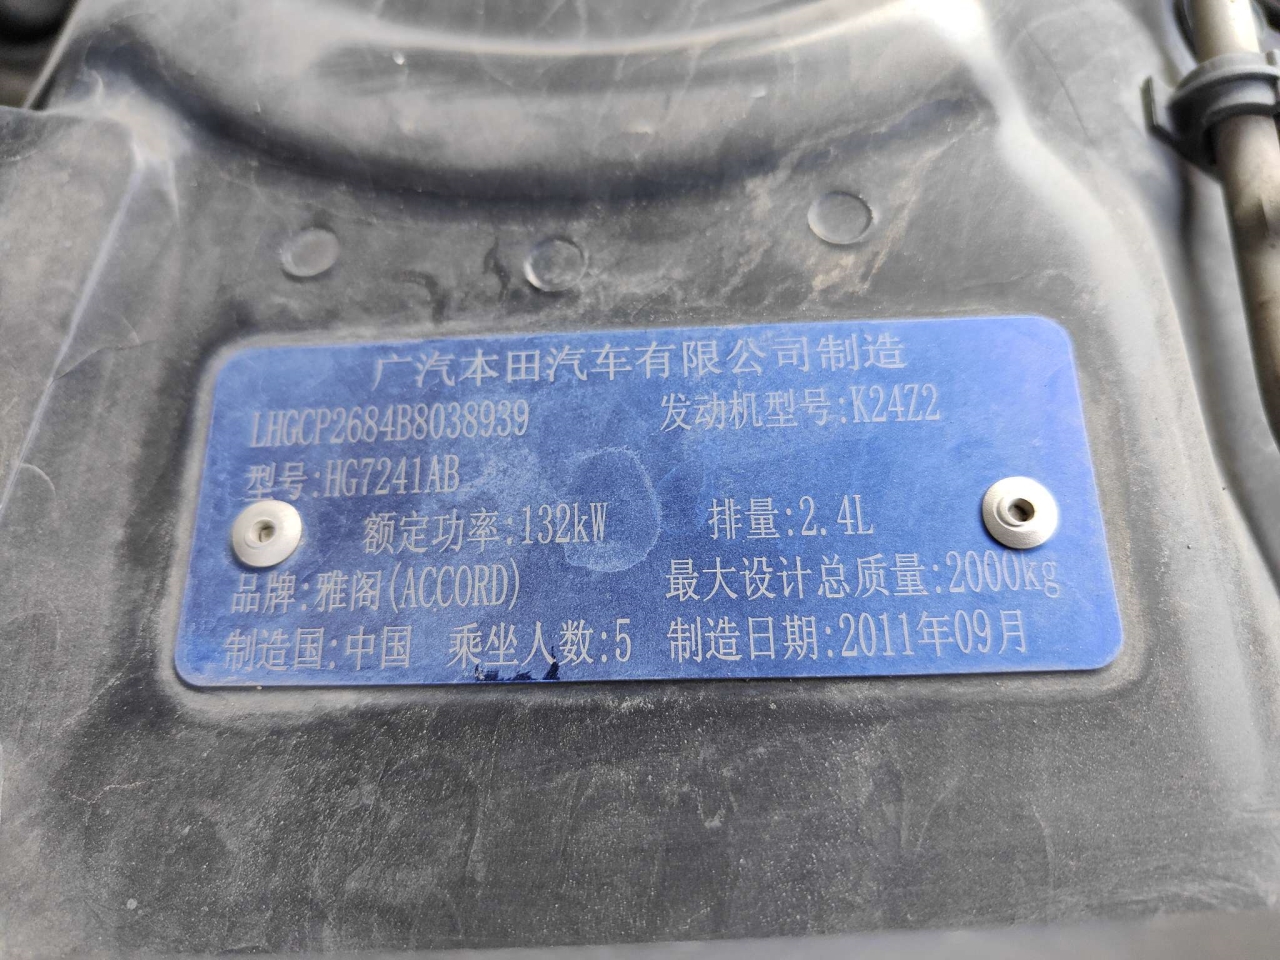 广汽本田汽车有限公司制造
LHGCP2684B8038939 发动机型号:K24Z2
型号:HG7241AB
额定功率:132kW 排量:2.4L
品牌:雅阁(ACCORD) 最大设计总质量:2000kg
制造国:中国 乘坐人数:5 制造日期:2011年09月